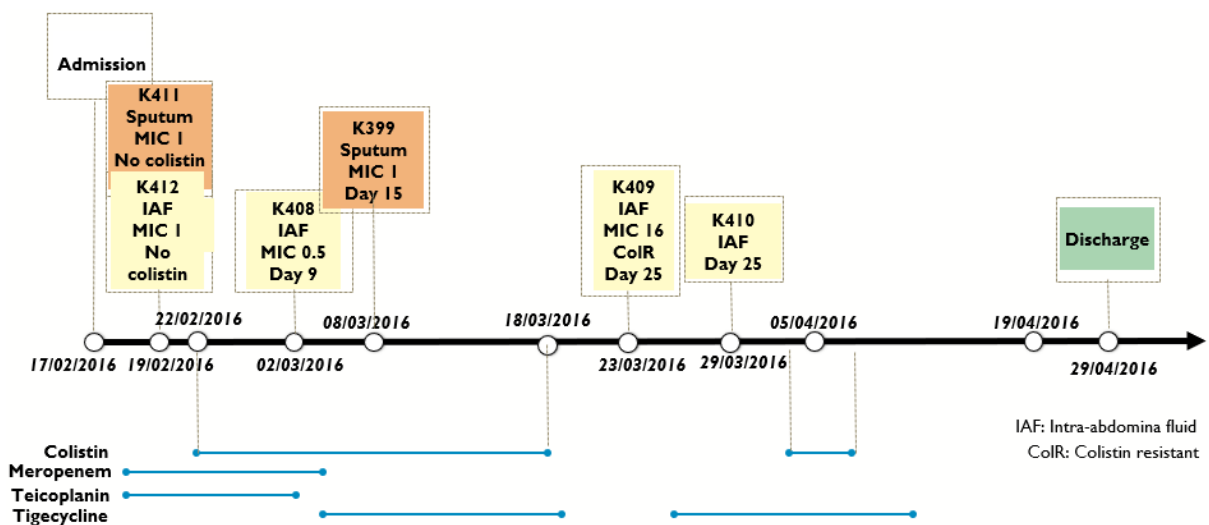 Admission
K411
Sputum
MIC 1
No colistin
K412
IAF
MIC 1
No
colistin
K408
IAF
MIC 0.5
Day 9
K399
Sputum
MIC 1
Day 15
K409
IAF
MIC 16
ColR
Day 25
K410
IAF
Day 25
Discharge
17/02/2016
19/02/2016
22/02/2016
02/03/2016
08/03/2016
18/03/2016
23/03/2016
29/03/2016
05/04/2016
19/04/2016
29/04/2016
IAF: Intra-abdomina fluid
ColR: Colistin resistant
Colistin
Meropenem
Teicoplanin
Tigecycline